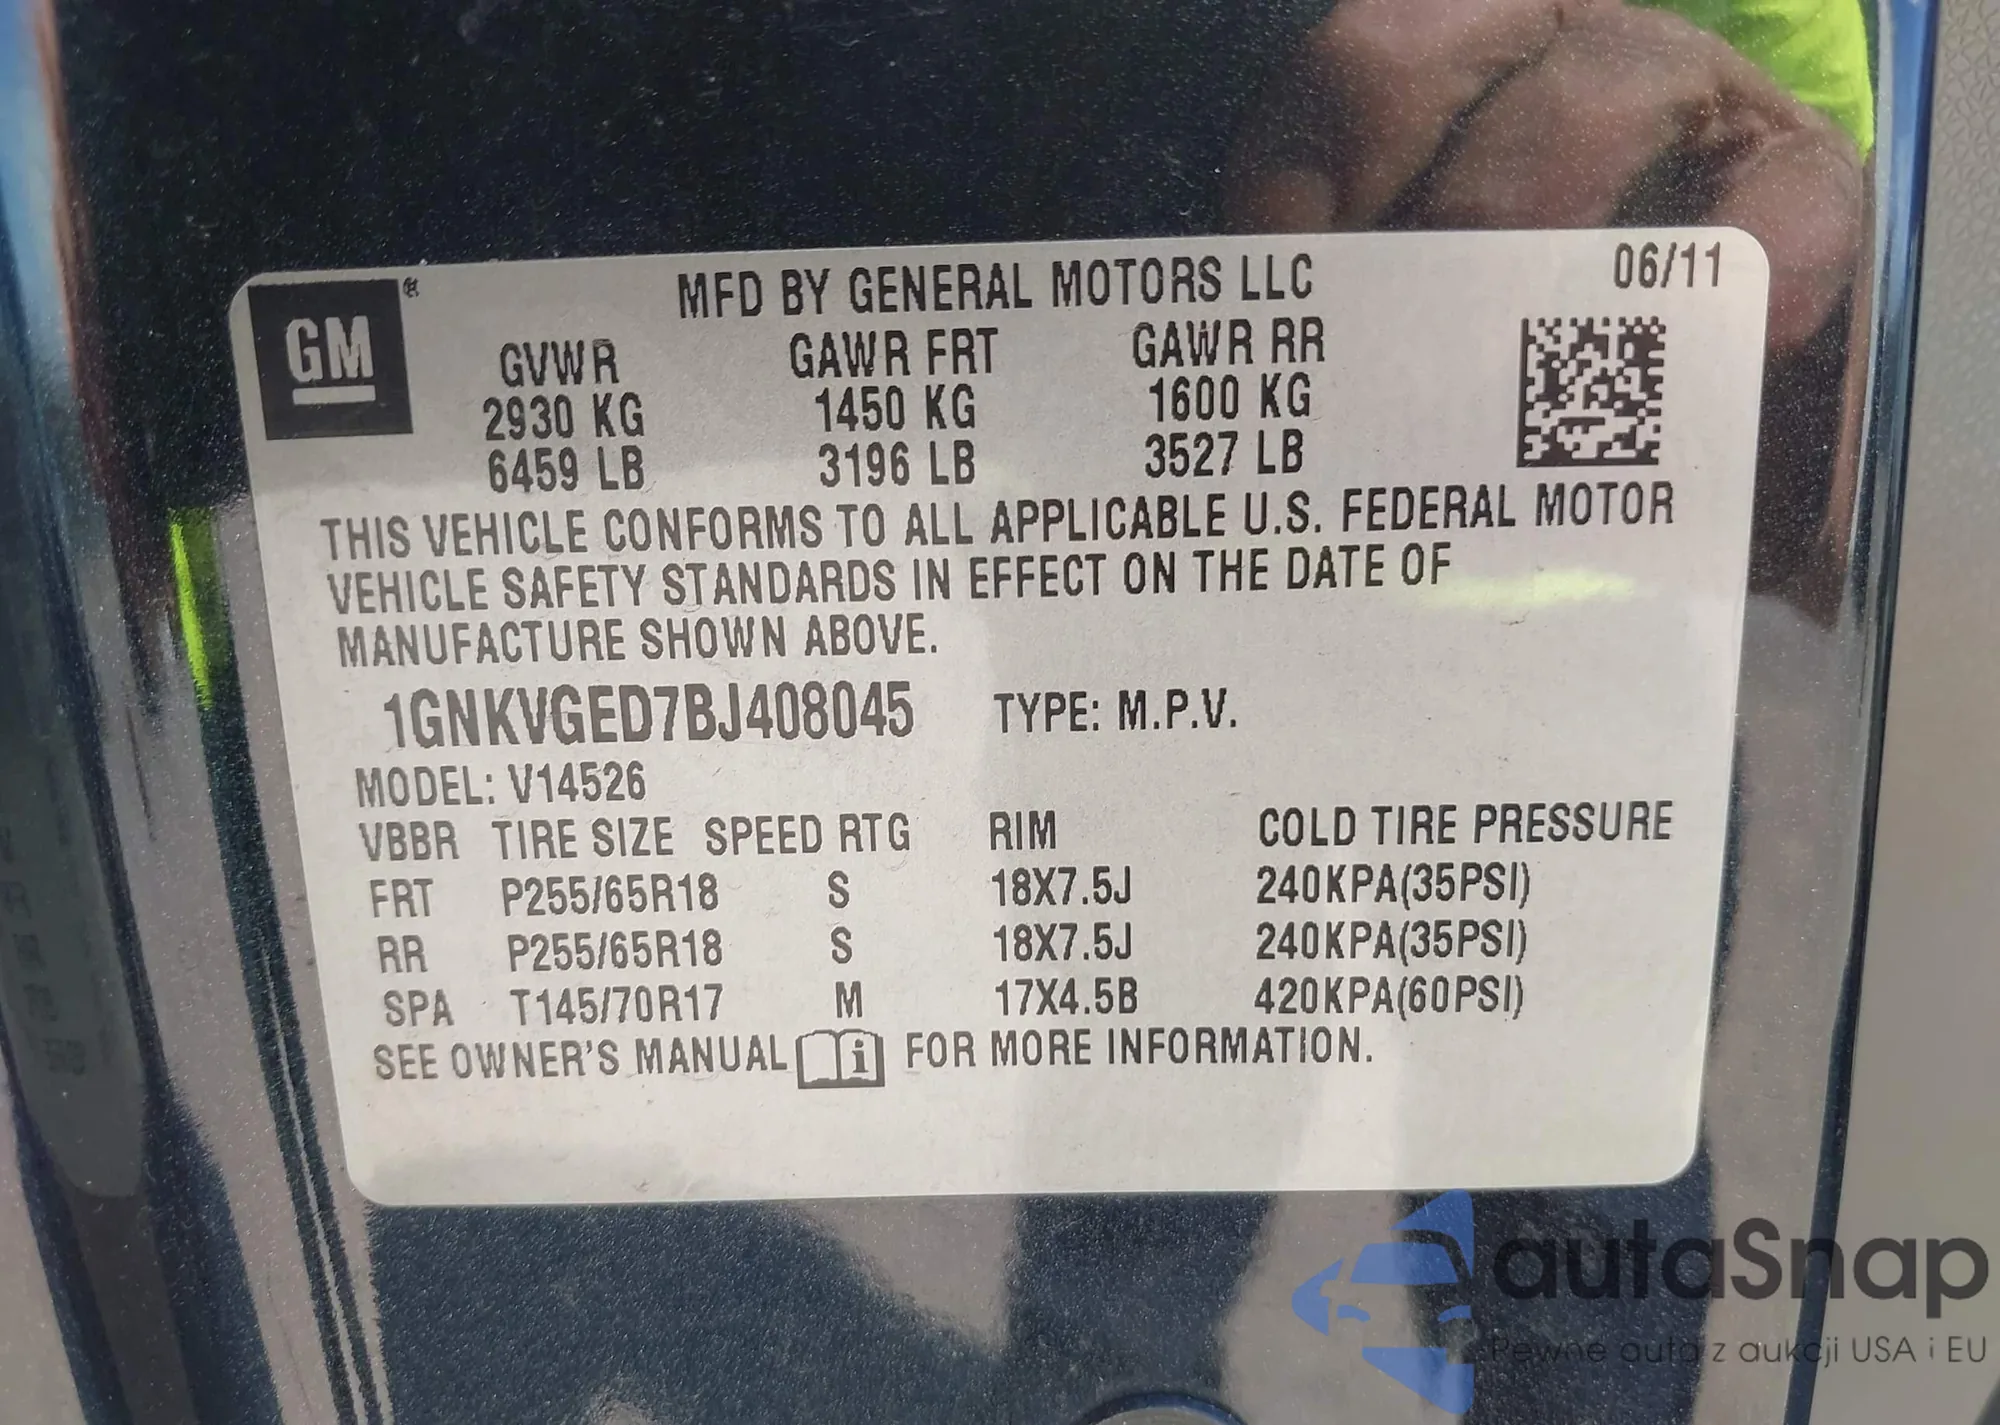 MFD BY GENERAL MOTORS LLC 06/11
GM ®
GVWR GAWR FRT GAWR RR
2930 KG 1450 KG 1600 KG
6459 LB 3196 LB 3527 LB
THIS VEHICLE CONFORMS TO ALL APPLICABLE U.S. FEDERAL MOTOR
VEHICLE SAFETY STANDARDS IN EFFECT ON THE DATE OF
MANUFACTURE SHOWN ABOVE.
1GNKVGED7BJ408045 TYPE: M.P.V.
MODEL: V14526
VBBR TIRE SIZE SPEED RTG RIM COLD TIRE PRESSURE
FRT P255/65R18 S 18X7.5J 240KPA(35PSI)
RR P255/65R18 S 18X7.5J 240KPA(35PSI)
SPA T145/70R17 M 17X4.5B 420KPA(60PSI)
SEE OWNER'S MANUAL i FOR MORE INFORMATION.
autaSnap
Pewne auta z aukcji USA i EU